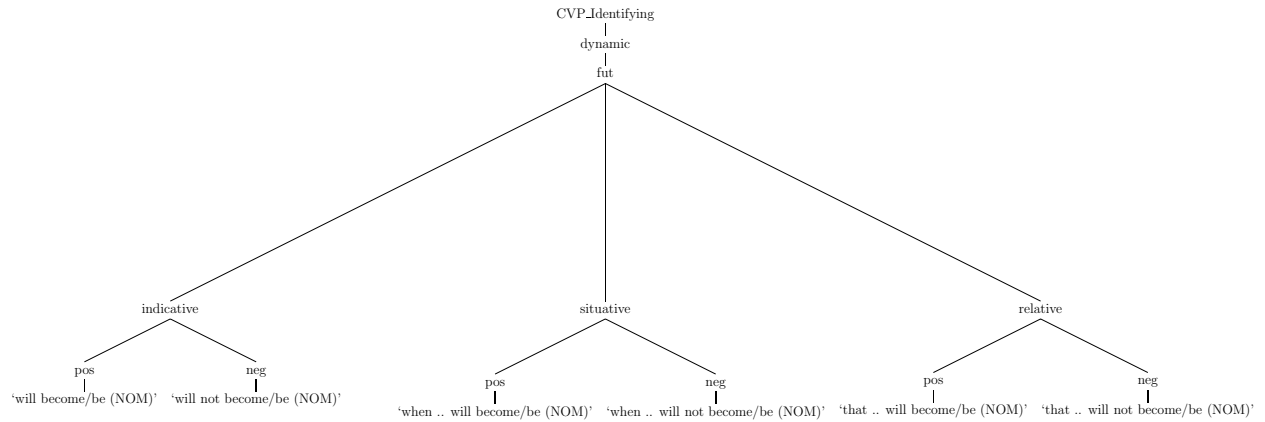 CVP_Identifying
dynamic
fut
indicative situative relative
pos neg pos neg pos neg
‘will become/be (NOM)’ ‘will not become/be (NOM)’ ‘when .. will become/be (NOM)’ ‘when .. will not become/be (NOM)’ ‘that .. will become/be (NOM)’ ‘that .. will not become/be (NOM)’